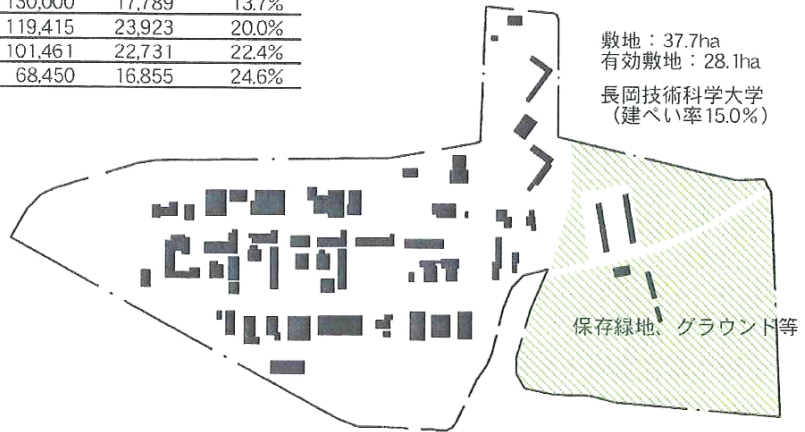 130,000 17,789 13.7%
119,415 23,923 20.0%
101,461 22,731 22.4%
68,450 16,855 24.6%
敷地：37.7ha
有効敷地：28.1ha
長岡技術科学大学
（建ぺい率15.0%）
保存緑地、グラウンド等